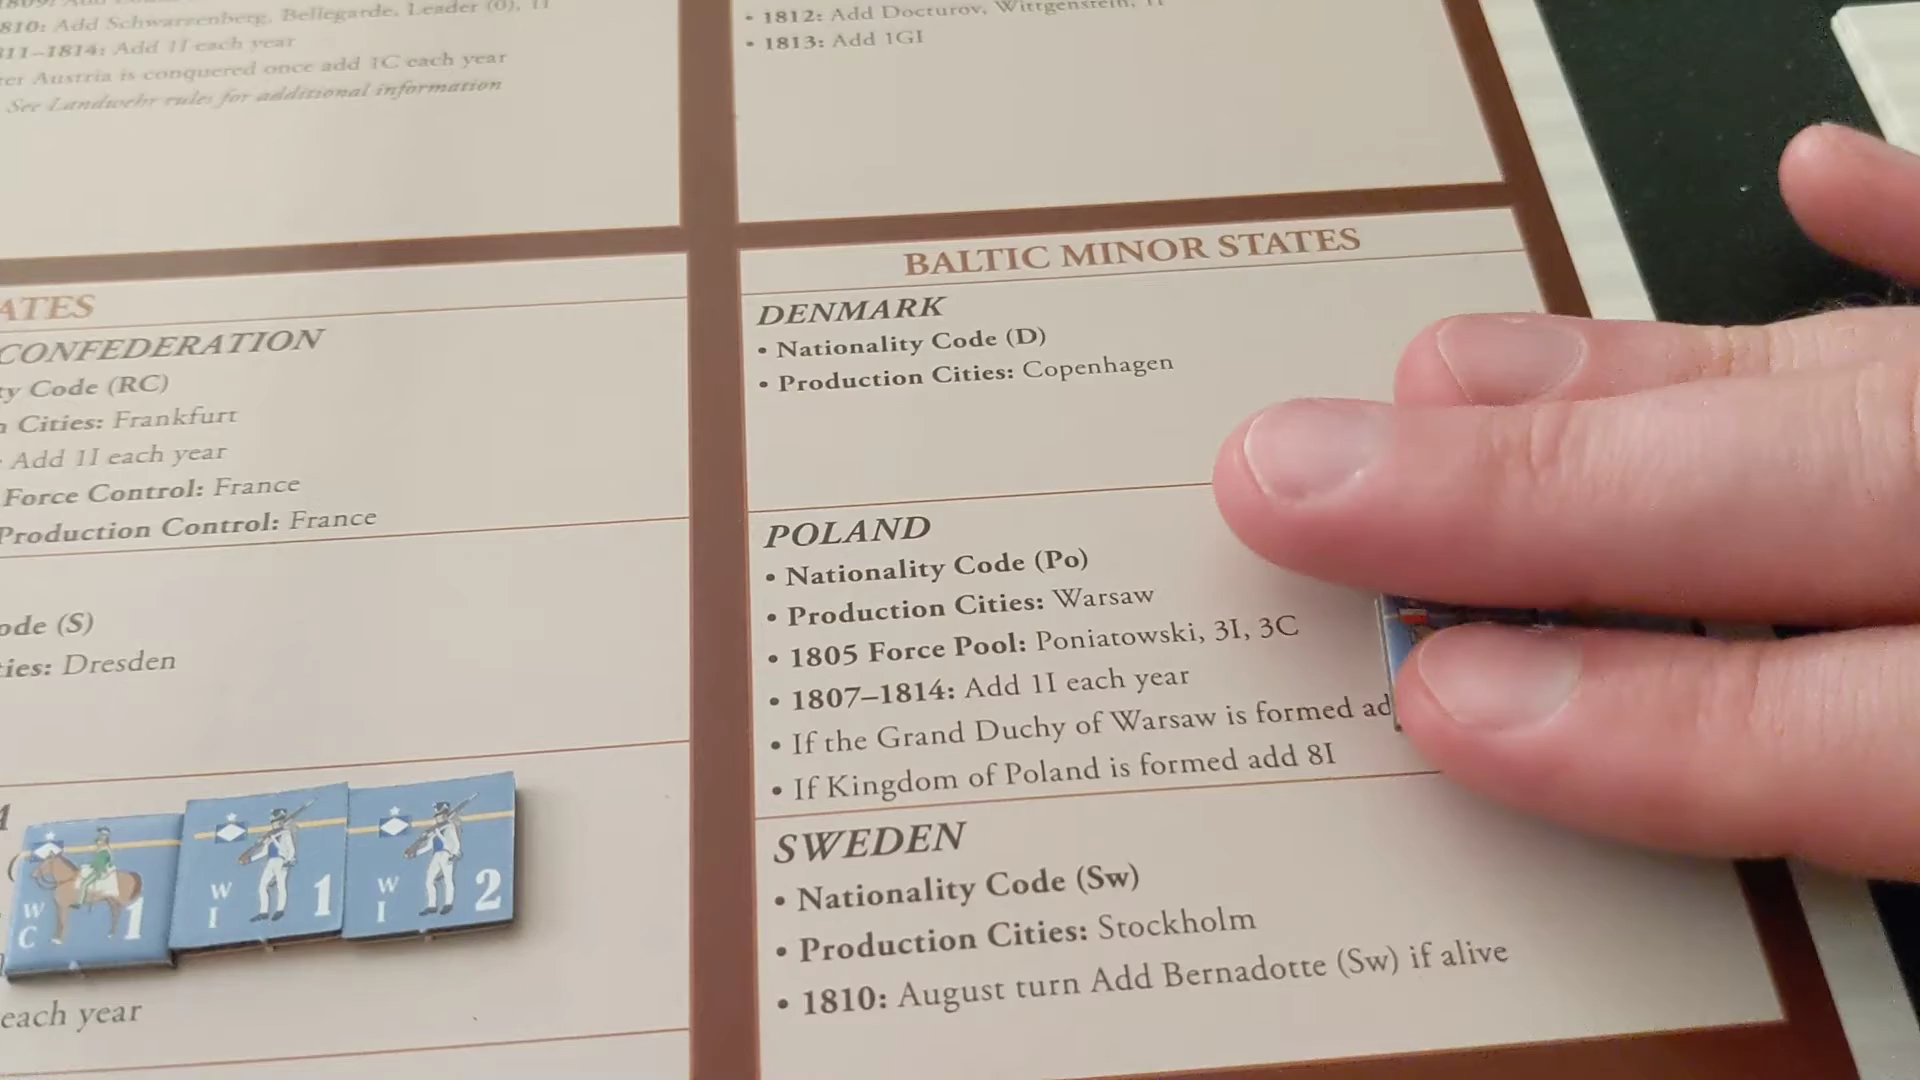 810: Add Schwarzenberg, Bellegarde, Leader (0), 1I
11–1814: Add 1I each year
er Austria is conquered once add 1C each year
See Landwehr rules for additional information
• 1812: Add Docturov, Wittgenstein, 1I
• 1813: Add 1GI
ATES
CONFEDERATION
ty Code (RC)
n Cities: Frankfurt
Add 1I each year
Force Control: France
Production Control: France
ode (S)
ies: Dresden
W
C
1
W
I
1
W
I
2
each year
BALTIC MINOR STATES
DENMARK
• Nationality Code (D)
• Production Cities: Copenhagen
POLAND
• Nationality Code (Po)
• Production Cities: Warsaw
• 1805 Force Pool: Poniatowski, 3I, 3C
• 1807–1814: Add 1I each year
• If the Grand Duchy of Warsaw is formed ad
• If Kingdom of Poland is formed add 8I
SWEDEN
• Nationality Code (Sw)
• Production Cities: Stockholm
• 1810: August turn Add Bernadotte (Sw) if alive